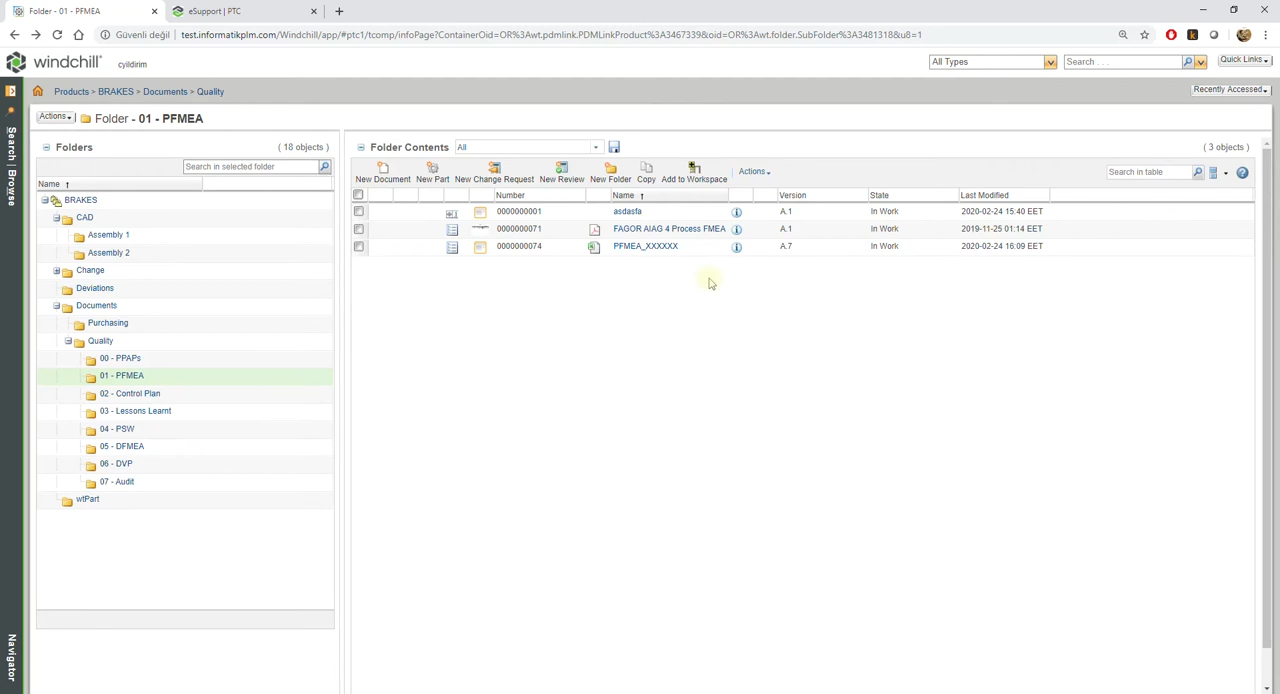 Folder - 01 - PFMEA
eSupport | PTC
Güvenli değil
test.informatikplm.com/Windchill/app/#ptc1/tcomp/infoPage?ContainerOid=OR%3Awt.pdmlink.PDMLinkProduct%3A3467339&oid=OR%3Awt.folder.SubFolder%3A3481318&u8=1
windchill
cyildirim
All Types
Search . . .
Quick Links
Products > BRAKES > Documents > Quality
Recently Accessed
Actions
Folder - 01 - PFMEA
Search
Browse
Navigator
Folders
( 18 objects )
Search in selected folder
Name ↑
BRAKES
CAD
Assembly 1
Assembly 2
Change
Deviations
Documents
Purchasing
Quality
00 - PPAPs
01 - PFMEA
02 - Control Plan
03 - Lessons Learnt
04 - PSW
05 - DFMEA
06 - DVP
07 - Audit
wtPart
Folder Contents All
( 3 objects )
New Document New Part New Change Request New Review New Folder Copy Add to Workspace Actions
Search in table
Number Name ↑ Version State Last Modified
0000000001 asdasfa A.1 In Work 2020-02-24 15:40 EET
0000000071 FAGOR AIAG 4 Process FMEA A.1 In Work 2019-11-25 01:14 EET
0000000074 PFMEA_XXXXXX A.7 In Work 2020-02-24 16:09 EET